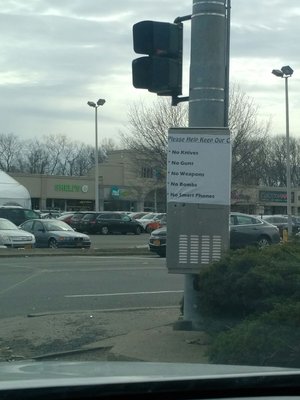 Please Help Keep our C
• No Knives
• No Guns
• No Weapons
• No Bombs
• No Smart Phones